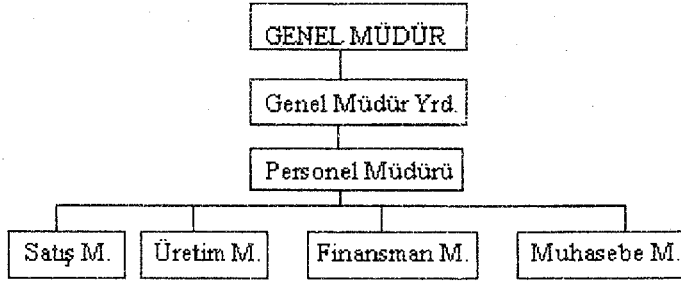 GENEL MÜDÜR
Genel Müdür Yrd.
Personel Müdürü
Satış M.
Üretim M.
Finansman M.
Muhasebe M.